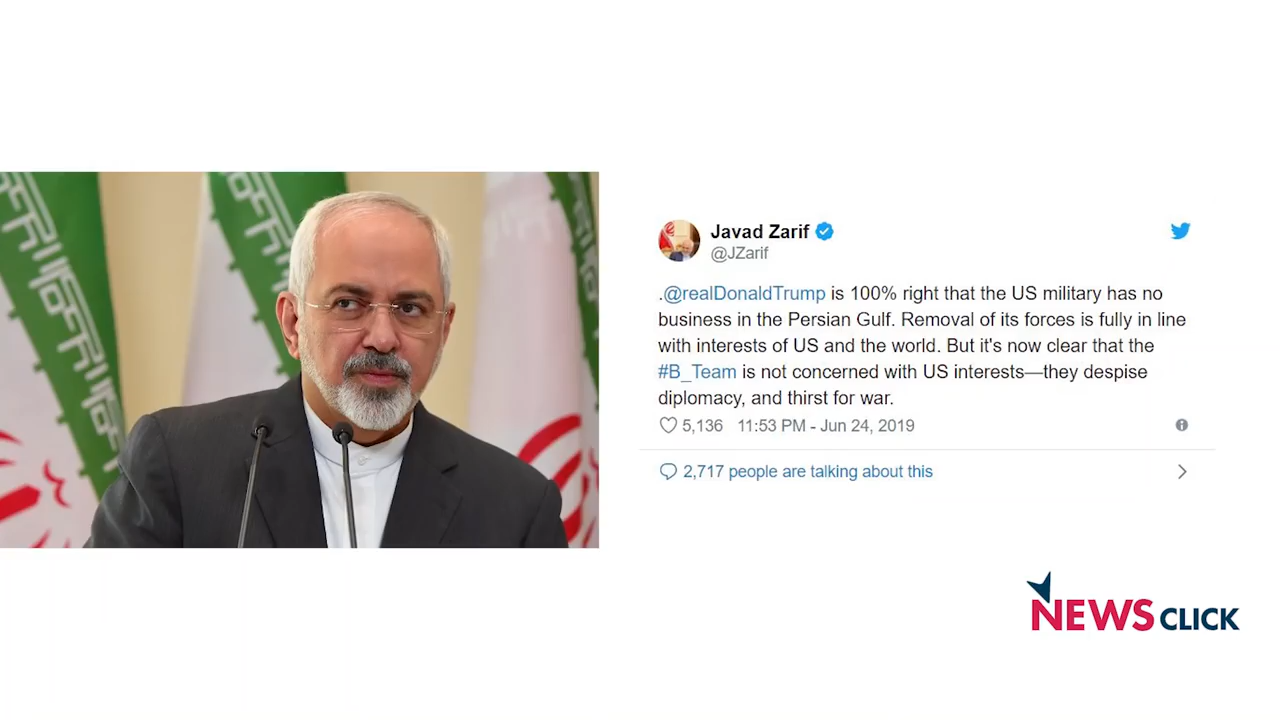 Javad Zarif
@JZarif
.@realDonaldTrump is 100% right that the US military has no
business in the Persian Gulf. Removal of its forces is fully in line
with interests of US and the world. But it's now clear that the
#B_Team is not concerned with US interests—they despise
diplomacy, and thirst for war.
5,136 11:53 PM - Jun 24, 2019
2,717 people are talking about this
NEWS CLICK